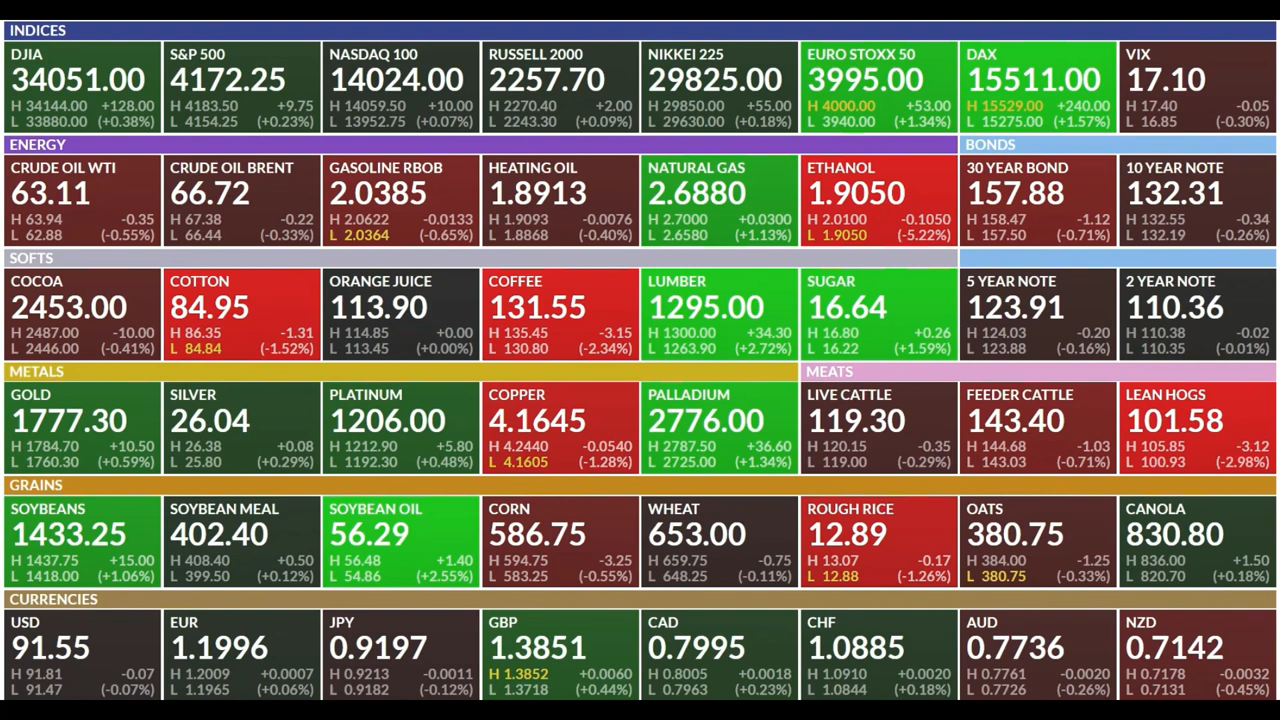 INDICES
DJIA S&P 500 NASDAQ 100 RUSSELL 2000 NIKKEI 225 EURO STOXX 50 DAX VIX
34051.00 4172.25 14024.00 2257.70 29825.00 3995.00 15511.00 17.10
H 34144.00 +128.00 H 4183.50 +9.75 H 14059.50 +10.00 H 2270.40 +2.00 H 29850.00 +55.00 H 4000.00 +53.00 H 15529.00 +240.00 H 17.40 -0.05
L 33880.00 (+0.38%) L 4154.25 (+0.23%) L 13952.75 (+0.07%) L 2243.30 (+0.09%) L 29630.00 (+0.18%) L 3940.00 (+1.34%) L 15275.00 (+1.57%) L 16.85 (-0.30%)
ENERGY BONDS
CRUDE OIL WTI CRUDE OIL BRENT GASOLINE RBOB HEATING OIL NATURAL GAS ETHANOL 30 YEAR BOND 10 YEAR NOTE
63.11 66.72 2.0385 1.8913 2.6880 1.9050 157.88 132.31
H 63.94 -0.35 H 67.38 -0.22 H 2.0622 -0.0133 H 1.9093 -0.0076 H 2.7000 +0.0300 H 2.0100 -0.1050 H 158.47 -1.12 H 132.55 -0.34
L 62.88 (-0.55%) L 66.44 (-0.33%) L 2.0364 (-0.65%) L 1.8868 (-0.40%) L 2.6580 (+1.13%) L 1.9050 (-5.22%) L 157.50 (-0.71%) L 132.19 (-0.26%)
SOFTS
COCOA COTTON ORANGE JUICE COFFEE LUMBER SUGAR 5 YEAR NOTE 2 YEAR NOTE
2453.00 84.95 113.90 131.55 1295.00 16.64 123.91 110.36
H 2487.00 -10.00 H 86.35 -1.31 H 114.85 +0.00 H 135.45 -3.15 H 1300.00 +34.30 H 16.80 +0.26 H 124.03 -0.20 H 110.38 -0.02
L 2446.00 (-0.41%) L 84.84 (-1.52%) L 113.45 (+0.00%) L 130.80 (-2.34%) L 1263.90 (+2.72%) L 16.22 (+1.59%) L 123.88 (-0.16%) L 110.35 (-0.01%)
METALS MEATS
GOLD SILVER PLATINUM COPPER PALLADIUM LIVE CATTLE FEEDER CATTLE LEAN HOGS
1777.30 26.04 1206.00 4.1645 2776.00 119.30 143.40 101.58
H 1784.70 +10.50 H 26.38 +0.08 H 1212.90 +5.80 H 4.2440 -0.0540 H 2787.50 +36.60 H 120.15 -0.35 H 144.68 -1.03 H 105.85 -3.12
L 1760.30 (+0.59%) L 25.80 (+0.29%) L 1192.30 (+0.48%) L 4.1605 (-1.28%) L 2725.00 (+1.34%) L 119.00 (-0.29%) L 143.03 (-0.71%) L 100.93 (-2.98%)
GRAINS
SOYBEANS SOYBEAN MEAL SOYBEAN OIL CORN WHEAT ROUGH RICE OATS CANOLA
1433.25 402.40 56.29 586.75 653.00 12.89 380.75 830.80
H 1437.75 +15.00 H 408.40 +0.50 H 56.48 +1.40 H 594.75 -3.25 H 659.75 -0.75 H 13.07 -0.17 H 384.00 -1.25 H 836.00 +1.50
L 1418.00 (+1.06%) L 399.50 (+0.12%) L 54.86 (+2.55%) L 583.25 (-0.55%) L 648.25 (-0.11%) L 12.88 (-1.26%) L 380.75 (-0.33%) L 820.70 (+0.18%)
CURRENCIES
USD EUR JPY GBP CAD CHF AUD NZD
91.55 1.1996 0.9197 1.3851 0.7995 1.0885 0.7736 0.7142
H 91.81 -0.07 H 1.2009 +0.0007 H 0.9213 -0.0011 H 1.3852 +0.0060 H 0.8005 +0.0018 H 1.0910 +0.0020 H 0.7761 -0.0020 H 0.7178 -0.0032
L 91.47 (-0.07%) L 1.1965 (+0.06%) L 0.9182 (-0.12%) L 1.3718 (+0.44%) L 0.7963 (+0.23%) L 1.0844 (+0.18%) L 0.7726 (-0.26%) L 0.7131 (-0.45%)